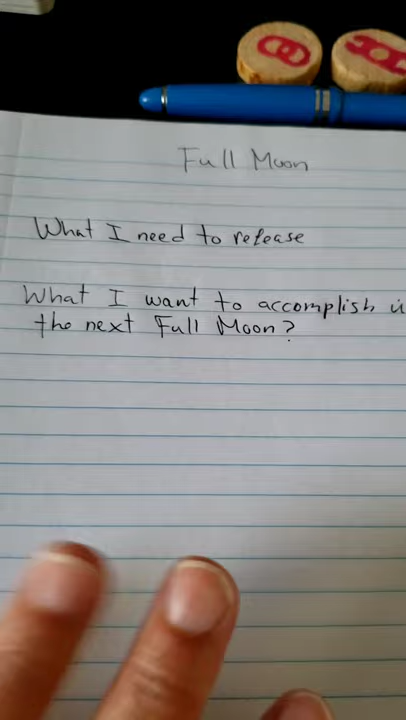 Full Moon
What I need to release
What I want to accomplish
the next Full Moon?